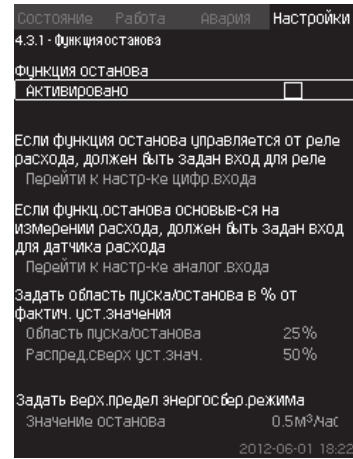 Состояние Работа Авария Настройки
4.3.1 - Функция останова
Функция останова
Активировано
Если функция останова управляется от реле
расхода, должен быть задан вход для реле
Перейти к настр-ке цифр.входа
Если функц.останова основыв-ся на
измерении расхода, должен быть задан вход
для датчика расхода
Перейти к настр-ке аналог.входа
Задать область пуска/останова в % от
фактич. уст.значения
Область пуска/останова 25%
Распред.сверх уст.знач. 50%
Задать верх.предел энергосбер.режима
Значение останова 0.5м³/час
2012-06-01 18:22